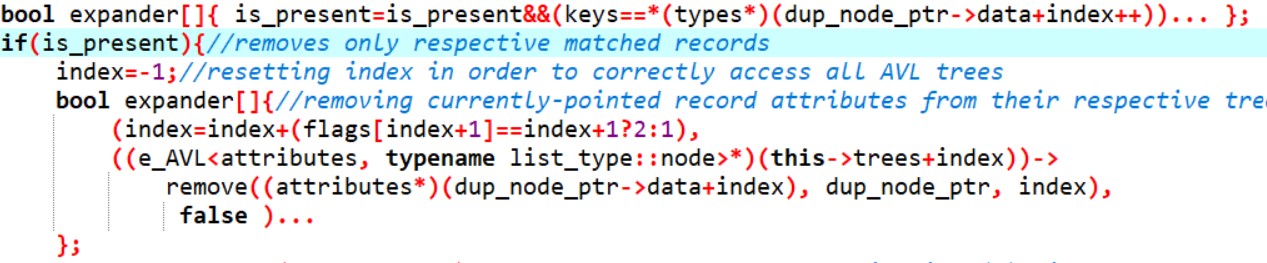 bool expander[]{ is_present=is_present&&(keys==*(types*)(dup_node_ptr->data+index++))... };
if(is_present){//removes only respective matched records
index=-1;//resetting index in order to correctly access all AVL trees
bool expander[]{//removing currently-pointed record attributes from their respective tre
(index=index+(flags[index+1]==index+1?2:1),
((e_AVL<attributes, typename list_type::node>*)(this->trees+index))->
remove((attributes*)(dup_node_ptr->data+index), dup_node_ptr, index),
false )...
};